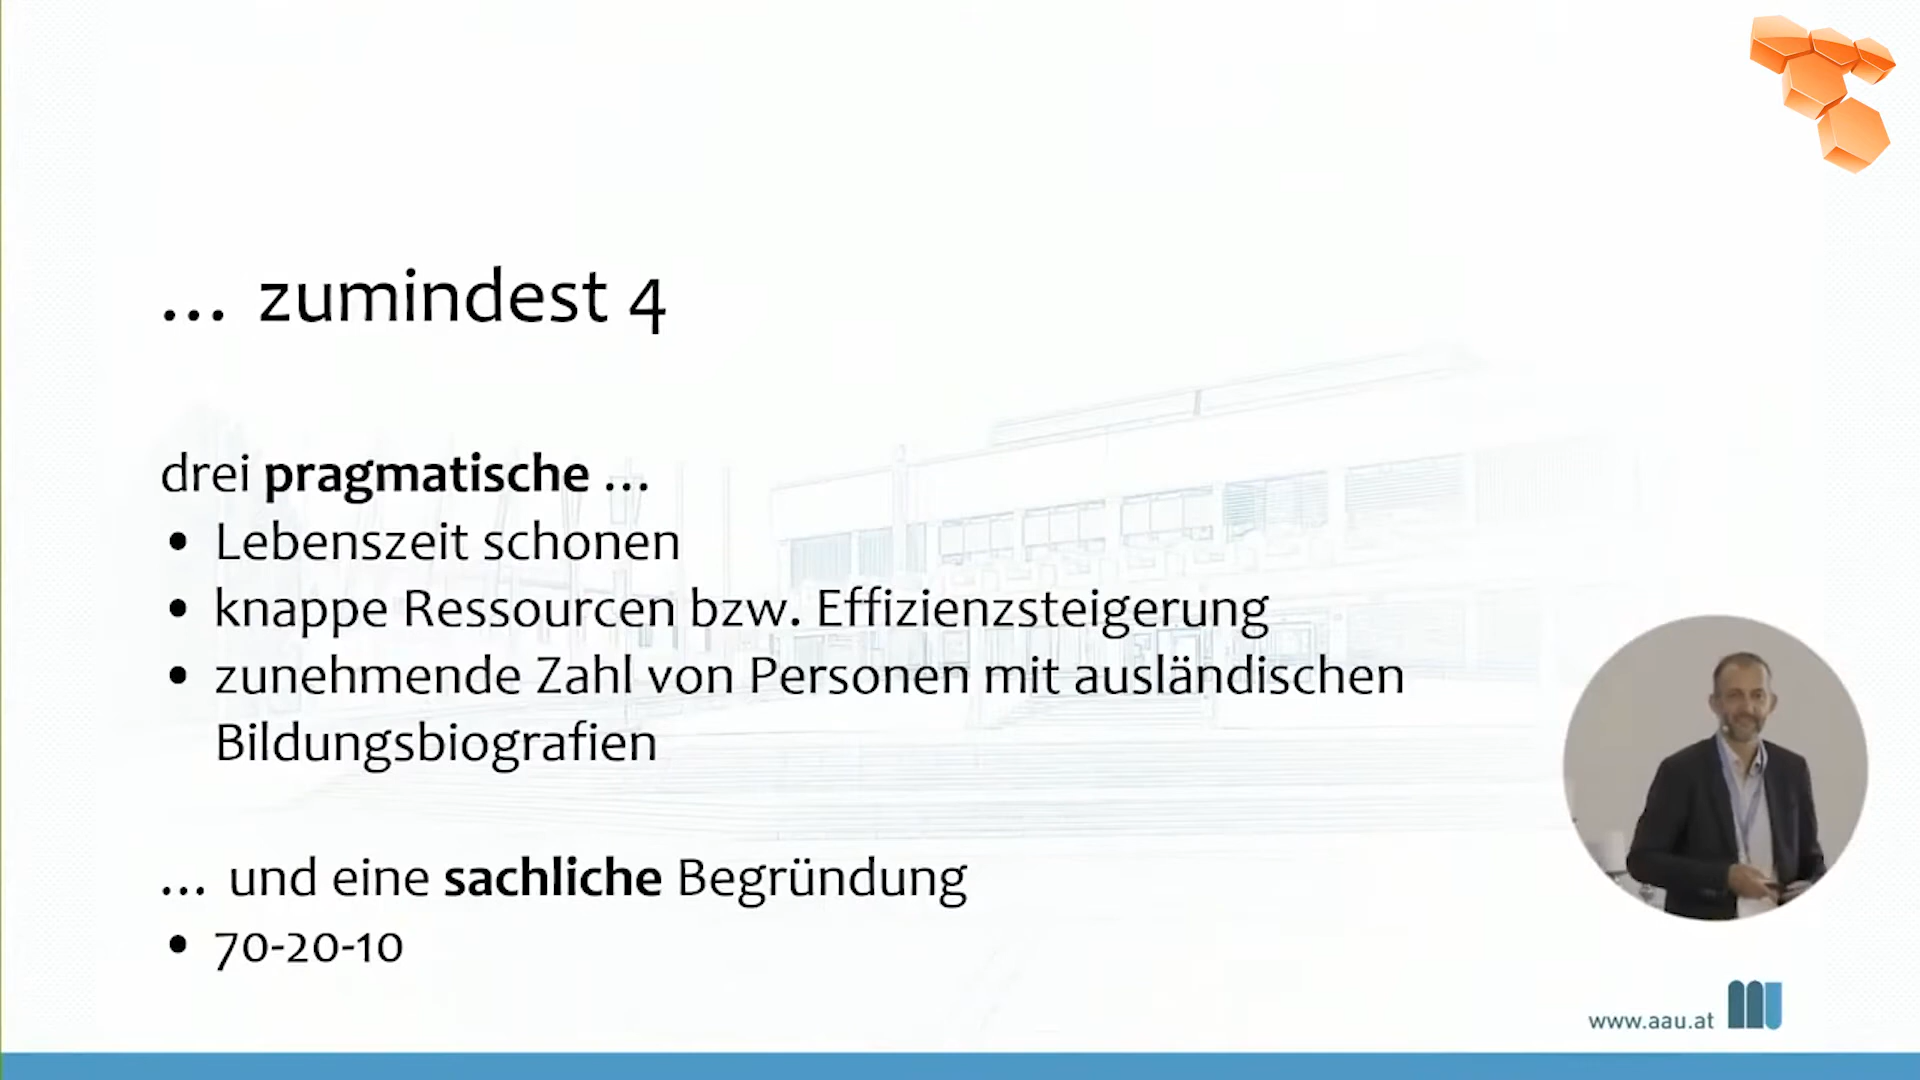 … zumindest 4
drei pragmatische …
• Lebenszeit schonen
• knappe Ressourcen bzw. Effizienzsteigerung
• zunehmende Zahl von Personen mit ausländischen
Bildungsbiografien
… und eine sachliche Begründung
• 70-20-10
www.aau.at